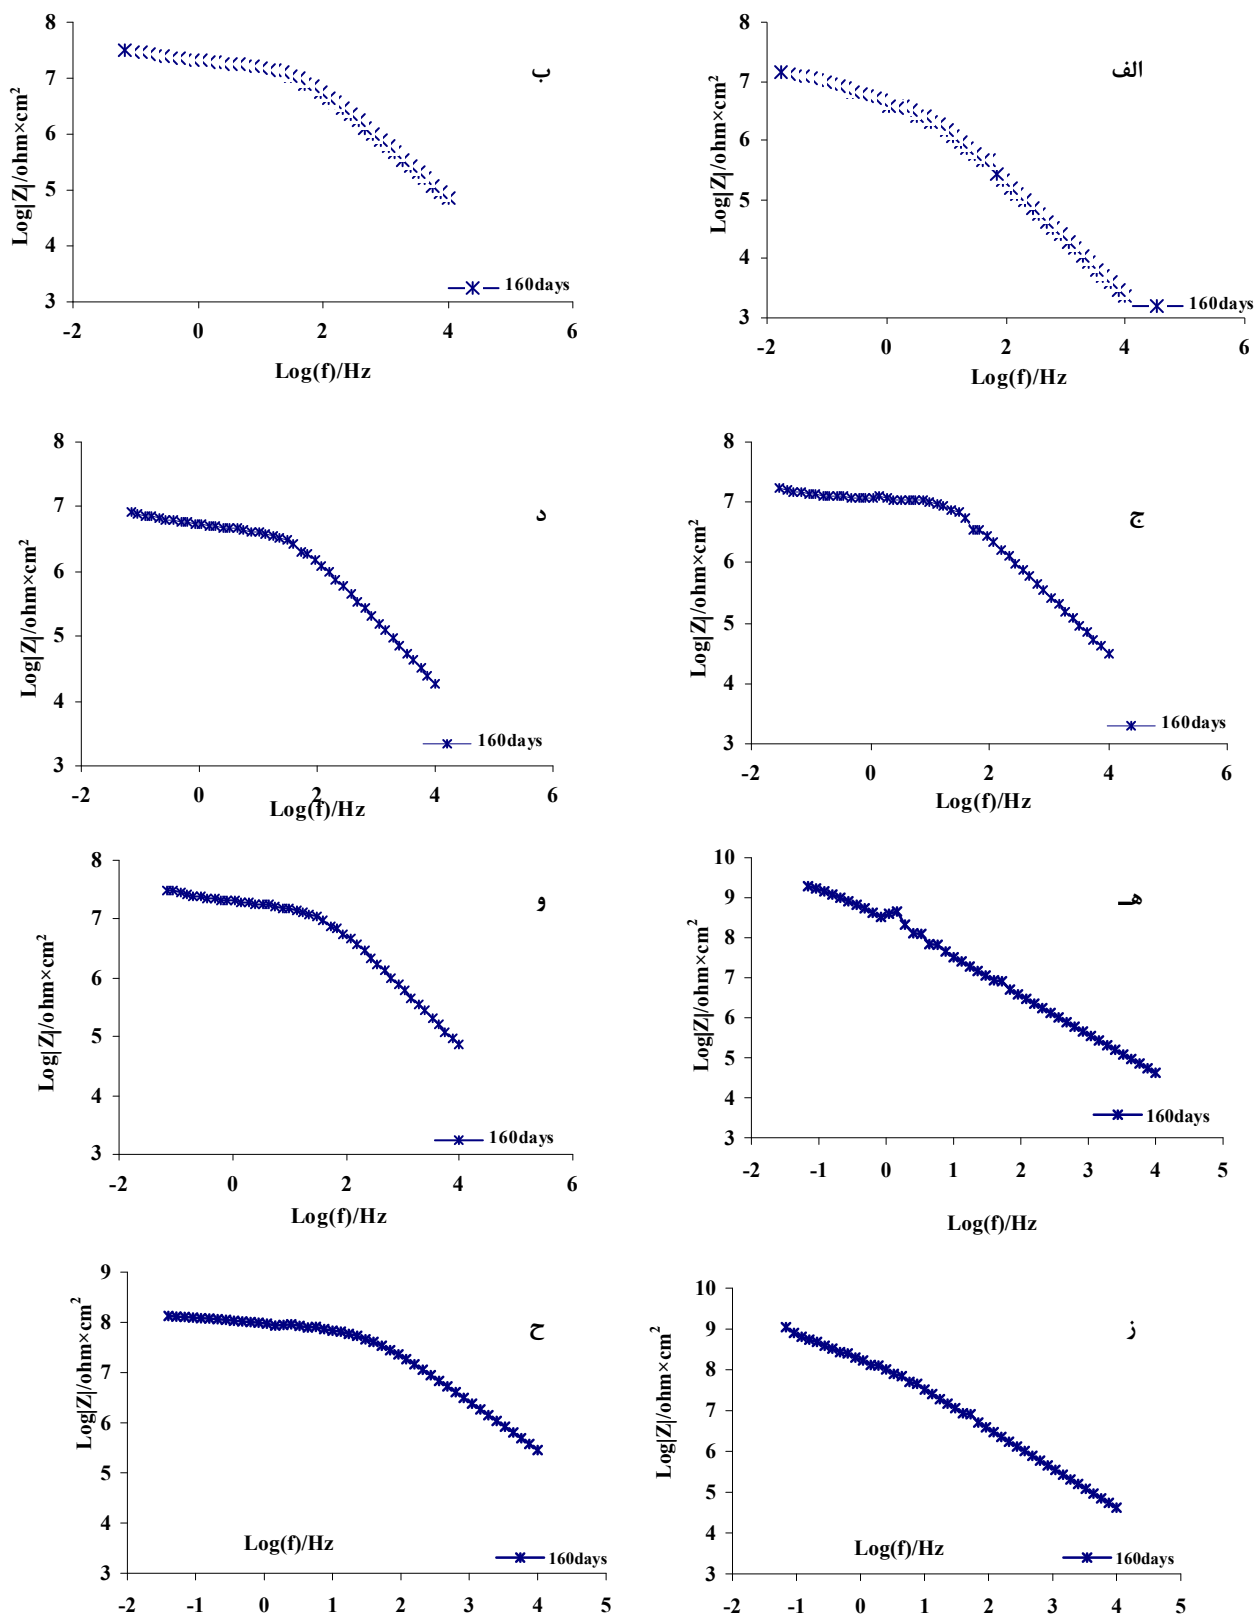 الف
8
7
6
5
4
3
Log|Z|/ohm×cm²
-2 0 2 4 6
Log(f)/Hz
160days
ب
8
7
6
5
4
3
Log|Z|/ohm×cm²
-2 0 2 4 6
Log(f)/Hz
160days
ج
8
7
6
5
4
3
Log|Z|/ohm×cm²
-2 0 2 4 6
Log(f)/Hz
160days
د
8
7
6
5
4
3
Log|Z|/ohm×cm²
-2 0 2 4 6
Log(f)/Hz
160days
هـ
10
9
8
7
6
5
4
3
Log|Z|/ohm×cm²
-2 -1 0 1 2 3 4 5
Log(f)/Hz
160days
و
8
7
6
5
4
3
Log|Z|/ohm×cm²
-2 0 2 4 6
Log(f)/Hz
160days
ز
10
9
8
7
6
5
4
3
Log|Z|/ohm×cm²
Log(f)/Hz
160days
-2 -1 0 1 2 3 4 5
ح
9
8
7
6
5
4
3
Log|Z|/ohm×cm²
Log(f)/Hz
160days
-2 -1 0 1 2 3 4 5